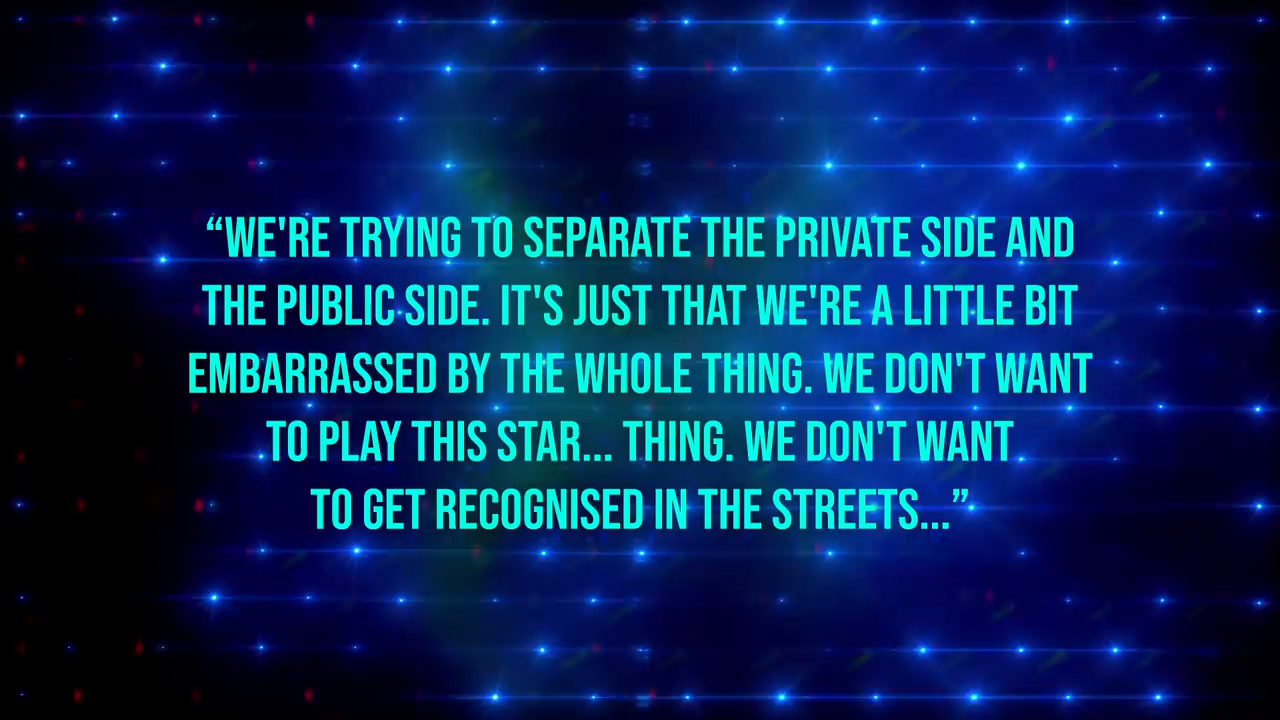 “WE'RE TRYING TO SEPARATE THE PRIVATE SIDE AND
THE PUBLIC SIDE. IT'S JUST THAT WE'RE A LITTLE BIT
EMBARRASSED BY THE WHOLE THING. WE DON'T WANT
TO PLAY THIS STAR... THING. WE DON'T WANT
TO GET RECOGNISED IN THE STREETS...”